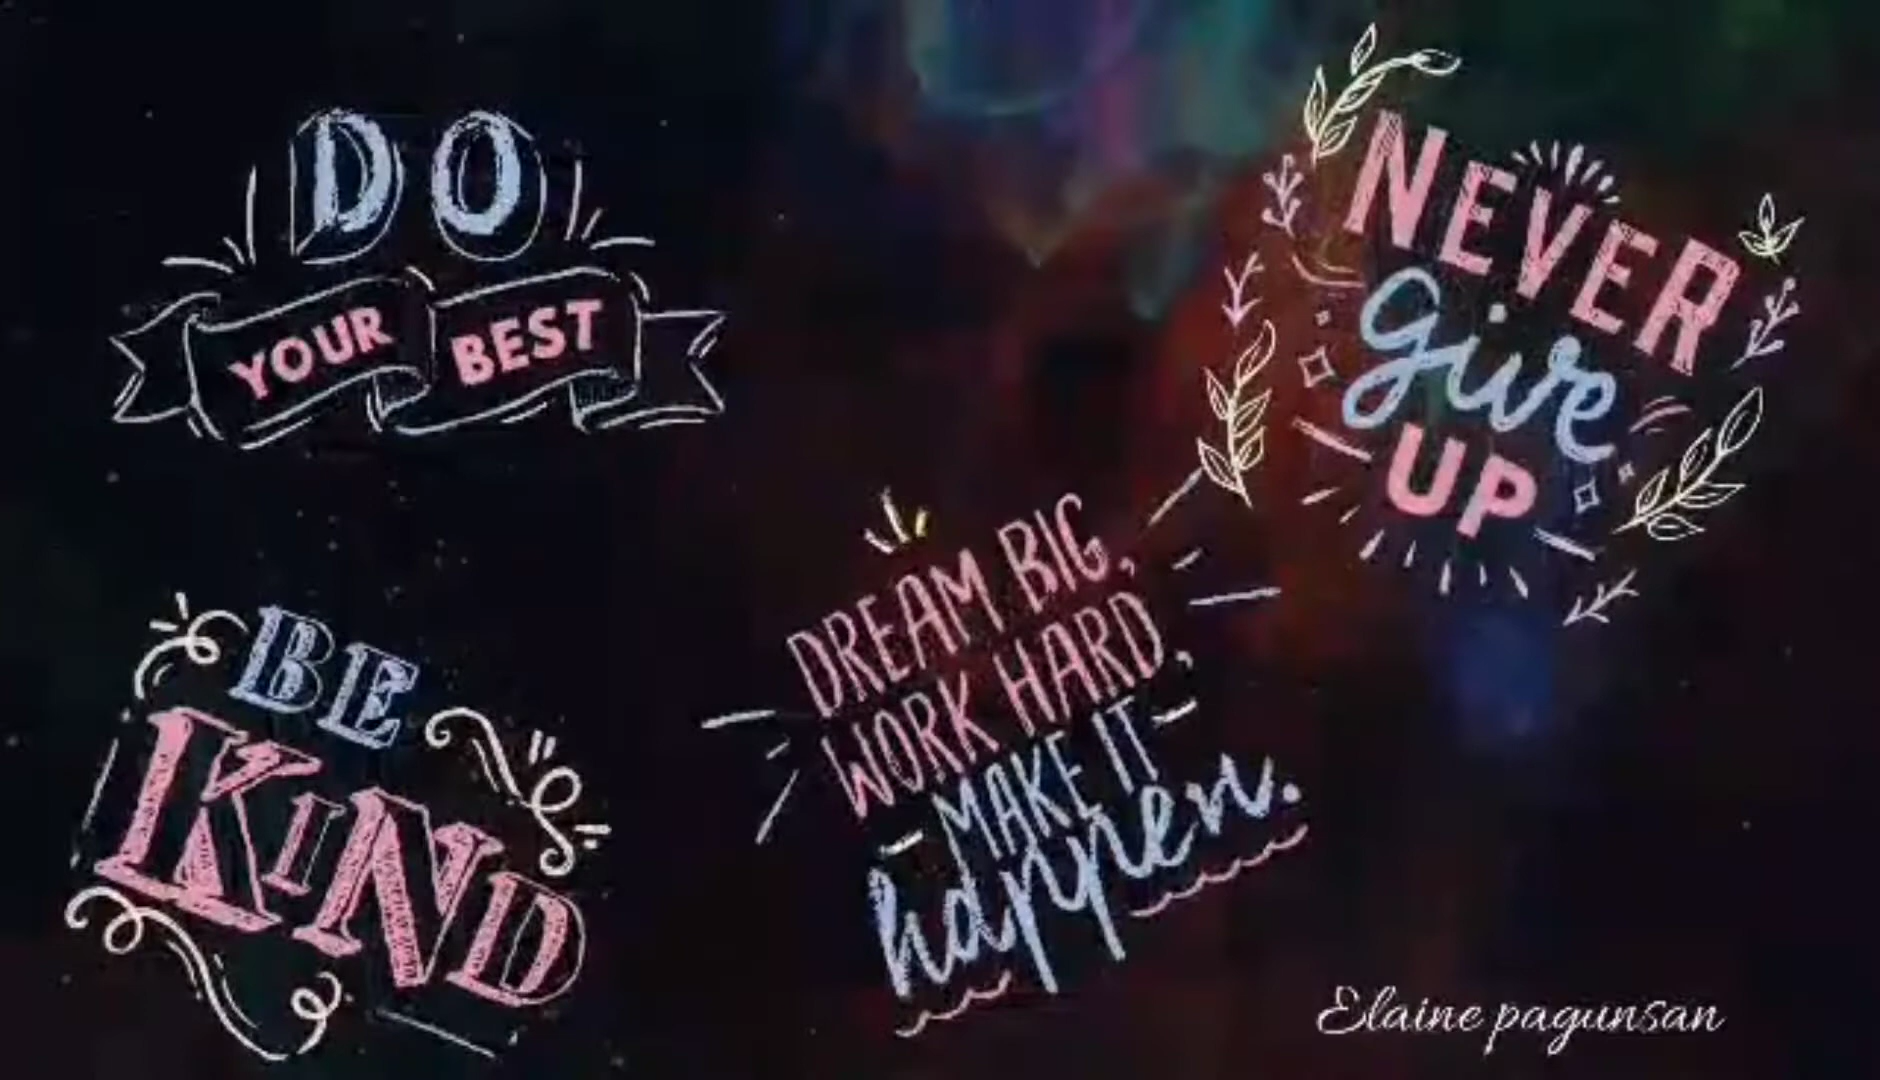 DO
YOUR BEST
NEVER
Give
UP
BE
KIND
DREAM BIG,
WORK HARD,
MAKE IT
happen.
Elaine pagunsan